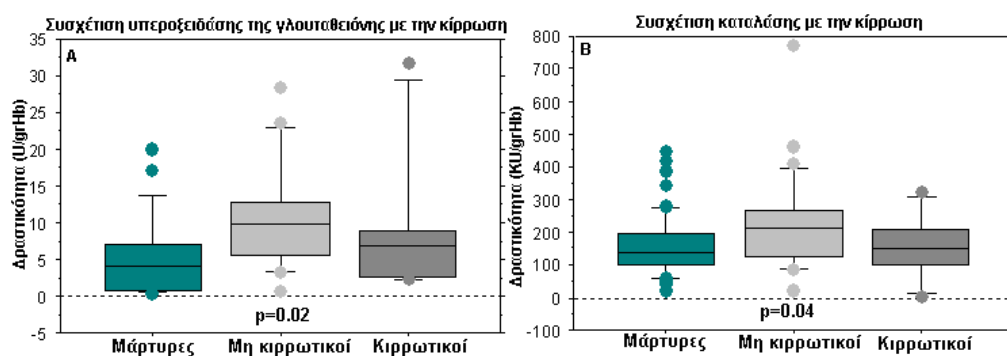 Συσχέτιση υπεροξειδάσης της γλουταθειόνης με την κίρρωση
A
Δραστικότητα (U/grHb)
35
30
25
20
15
10
5
0
-5
p=0.02
Μάρτυρες Μη κιρρωτικοί Κιρρωτικοί
Συσχέτιση καταλάσης με την κίρρωση
B
Δραστικότητα (KU/grHb)
800
700
600
500
400
300
200
100
0
-100
p=0.04
Μάρτυρες Μη κιρρωτικοί Κιρρωτικοί